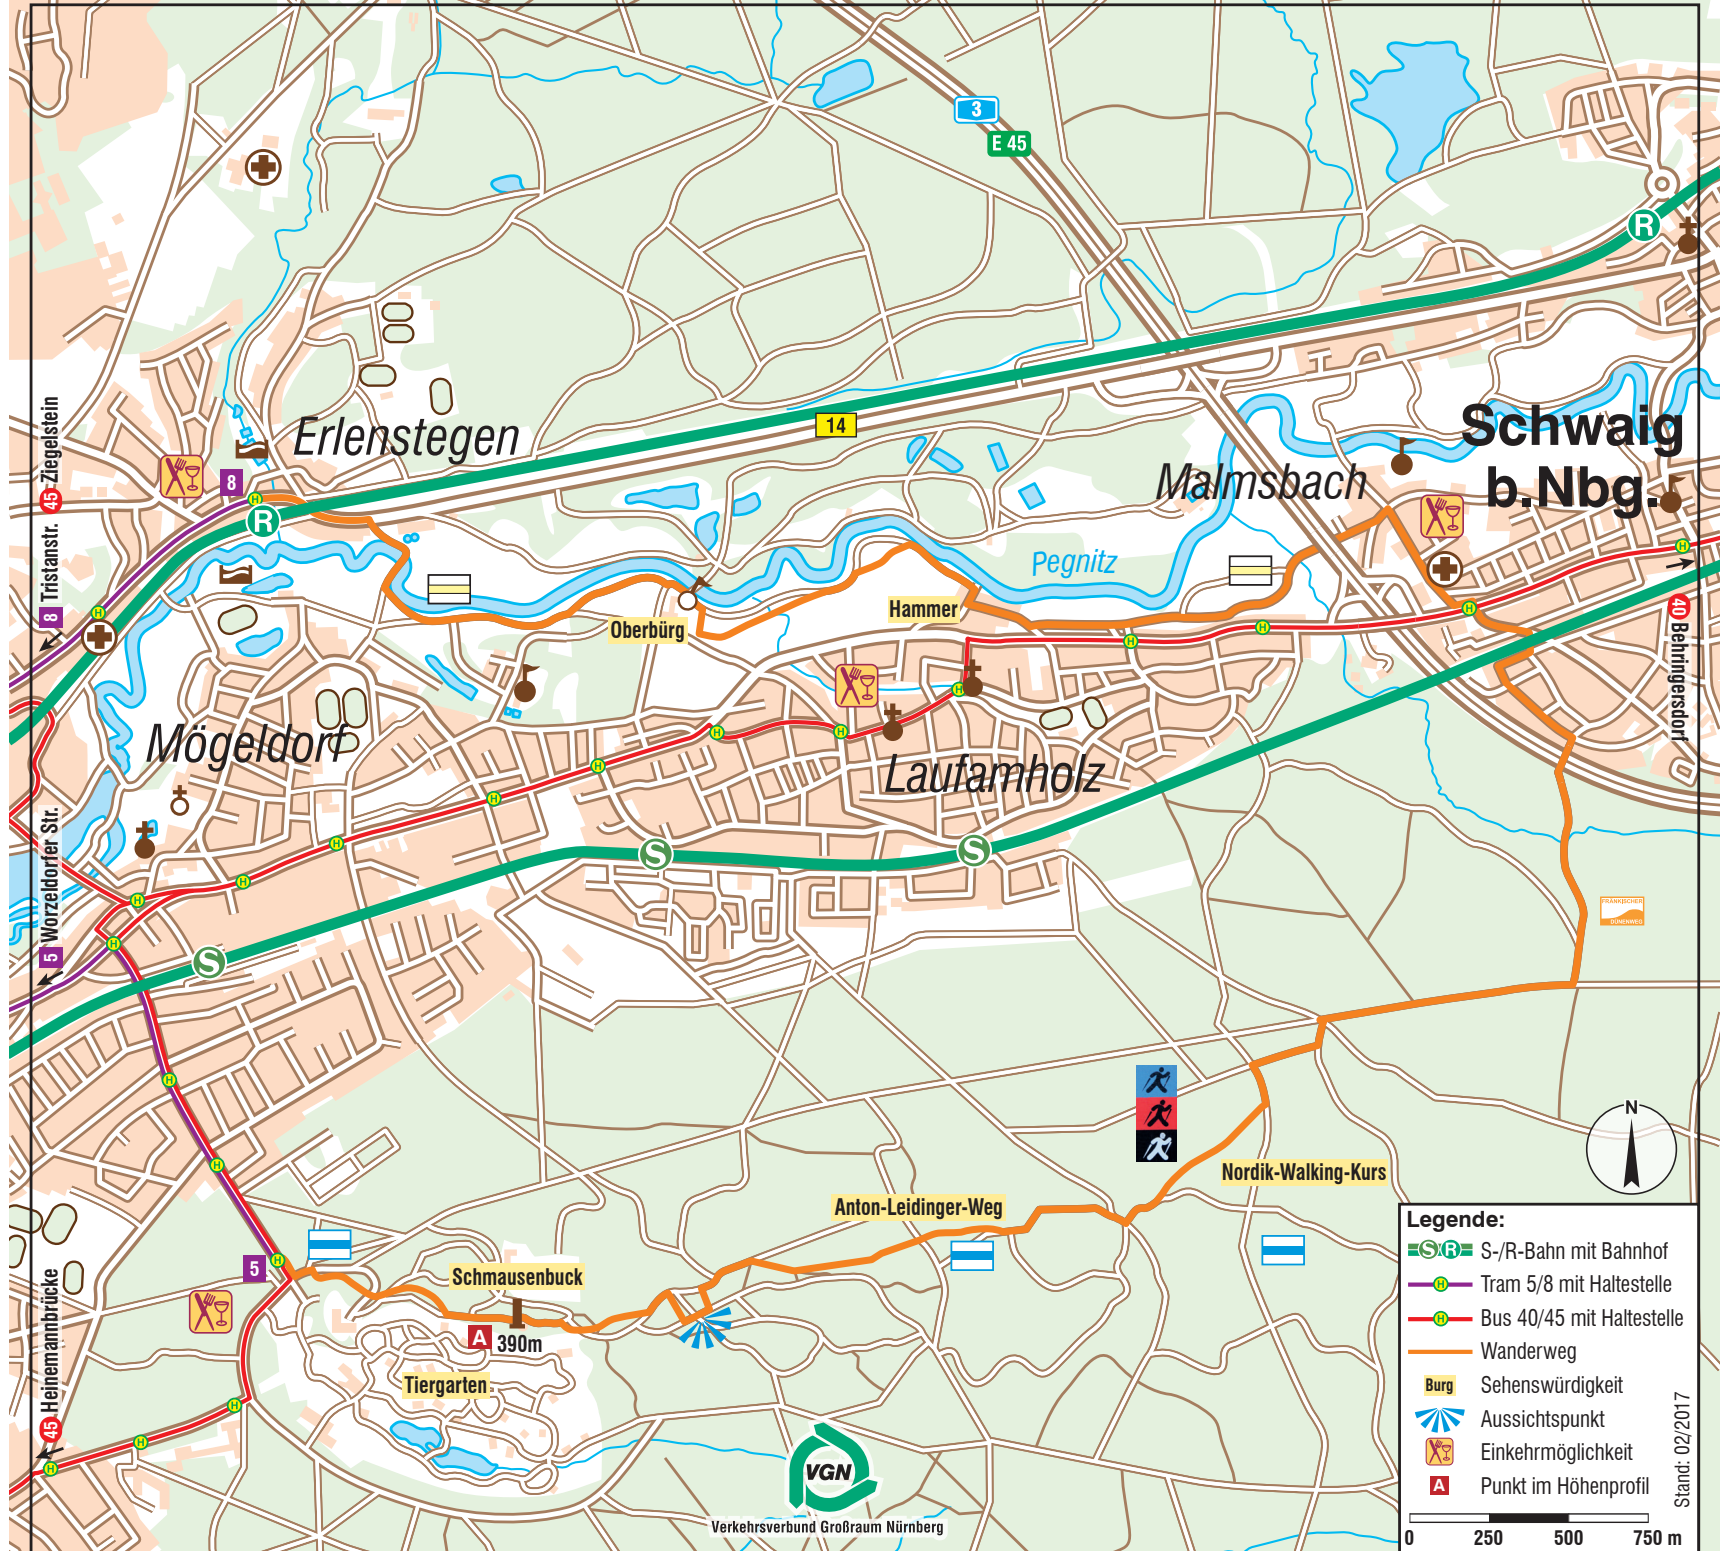 3
E 45
R
45 Ziegelstein
Erlenstegen
14
Schwaig
b.Nbg.
8
H
R
Malmsbach
8 Tristanstr.
Pegnitz
Hammer
Oberbürg
40 Behringersdorf
Mögeldorf
Laufamholz
5 Worzeldorfer Str.
S
S
S
FRÄNKISCHER
DÜNENWEG
N
Nordik-Walking-Kurs
Anton-Leidinger-Weg
5
Schmausenbuck
A 390m
Tiergarten
45 Heinemannbrücke
VGN
Verkehrsverbund Großraum Nürnberg
Legende:
S R S-/R-Bahn mit Bahnhof
H Tram 5/8 mit Haltestelle
H Bus 40/45 mit Haltestelle
Wanderweg
Burg Sehenswürdigkeit
Aussichtspunkt
Einkehrmöglichkeit
A Punkt im Höhenprofil
0 250 500 750 m
Stand: 02/2017